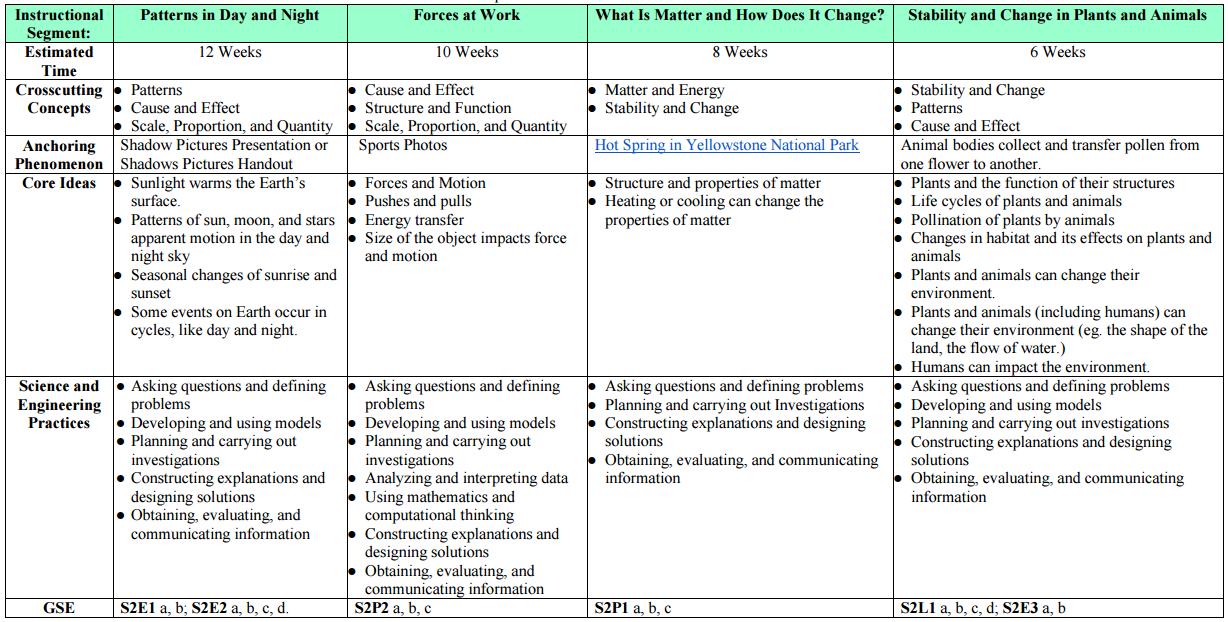 Instructional Segment:
Patterns in Day and Night
Forces at Work
What Is Matter and How Does It Change?
Stability and Change in Plants and Animals
Estimated Time
12 Weeks
10 Weeks
8 Weeks
6 Weeks
Crosscutting Concepts
● Patterns
● Cause and Effect
● Scale, Proportion, and Quantity
● Cause and Effect
● Structure and Function
● Scale, Proportion, and Quantity
● Matter and Energy
● Stability and Change
● Stability and Change
● Patterns
● Cause and Effect
Anchoring Phenomenon
Shadow Pictures Presentation or
Shadows Pictures Handout
Sports Photos
Hot Spring in Yellowstone National Park
Animal bodies collect and transfer pollen from
one flower to another.
Core Ideas
● Sunlight warms the Earth's
surface.
● Patterns of sun, moon, and stars
apparent motion in the day and
night sky
● Seasonal changes of sunrise and
sunset
● Some events on Earth occur in
cycles, like day and night.
● Forces and Motion
● Pushes and pulls
● Energy transfer
● Size of the object impacts force
and motion
● Structure and properties of matter
● Heating or cooling can change the
properties of matter
● Plants and the function of their structures
● Life cycles of plants and animals
● Pollination of plants by animals
● Changes in habitat and its effects on plants and
animals
● Plants and animals can change their
environment.
● Plants and animals (including humans) can
change their environment (eg. the shape of the
land, the flow of water.)
● Humans can impact the environment.
Science and
Engineering
Practices
● Asking questions and defining
problems
● Developing and using models
● Planning and carrying out
investigations
● Constructing explanations and
designing solutions
● Obtaining, evaluating, and
communicating information
● Asking questions and defining
problems
● Developing and using models
● Planning and carrying out
investigations
● Analyzing and interpreting data
● Using mathematics and
computational thinking
● Constructing explanations and
designing solutions
● Obtaining, evaluating, and
communicating information
● Asking questions and defining problems
● Planning and carrying out Investigations
● Constructing explanations and designing
solutions
● Obtaining, evaluating, and communicating
information
● Asking questions and defining problems
● Developing and using models
● Planning and carrying out investigations
● Constructing explanations and designing
solutions
● Obtaining, evaluating, and communicating
information
GSE
S2E1 a, b; S2E2 a, b, c, d.
S2P2 a, b, c
S2P1 a, b, c
S2L1 a, b, c, d; S2E3 a, b